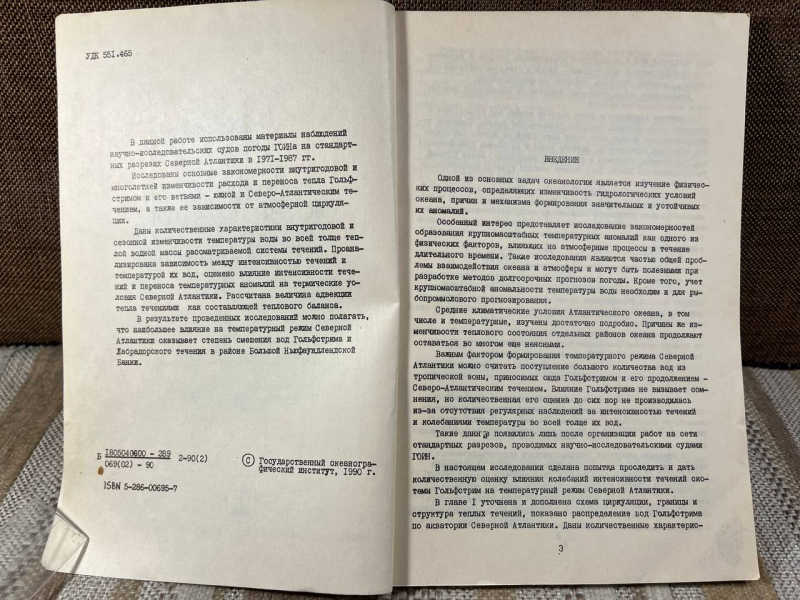 УДК 551.465
В данной работе использованы материалы наблюдений
научно-исследовательских судов погоды ГОИНа на стандарт-
ных разрезах Северной Атлантики в 1971-1987 гг.
Исследованы основные закономерности внутригодовой и
многолетней изменчивости расхода и переноса тепла Гольф-
стримом и его ветвями - южной и Северо-Атлантическим те-
чением, а также ее зависимости от атмосферной циркуля-
ции.
Даны количественные характеристики внутригодовой и
сезонной изменчивости температуры воды во всей толще теп-
лой водной массы рассматриваемой системы течений. Проана-
лизирована зависимость между интенсивностью течений и
температурой их вод, оценено влияние интенсивности тече-
ний и переноса температурных аномалий на термические ус-
ловия Северной Атлантики. Рассчитана величина адвекции
тепла течениями как составляющей теплового баланса.
В результате проведенных исследований можно полагать,
что наибольшее влияние на температурный режим Северной
Атлантики оказывает степень смешения вод Гольфстрима и
Лабрадорского течения в районе Большой Ньюфаундлендской
Банки.
Б 1805040600 - 289 2-90(2)
069(02) - 90
ISBN 5-286-00695-7
© Государственный океаногра-
фический институт, 1990 г.
ВВЕДЕНИЕ
Одной из основных задач океанологии является изучение физичес-
ких процессов, определяющих изменчивость гидрологических условий
океана, причин и механизма формирования значительных и устойчивых
их аномалий.
Особенный интерес представляет исследование закономерностей
образования крупномасштабных температурных аномалий как одного из
физических факторов, влияющих на атмосферные процессы в течение
длительного времени. Такие исследования являются частью общей проб-
лемы взаимодействия океана и атмосферы и могут быть полезными при
разработке методов долгосрочных прогнозов погоды. Кроме того, учет
крупномасштабной аномальности температуры воды необходим и для ры-
бопромыслового прогнозирования.
Средние климатические условия Атлантического океана, в том
числе и температурные, изучены достаточно подробно. Причины же из-
менчивости теплового состояния отдельных районов океана продолжают
оставаться во многом еще неясными.
Важным фактором формирования температурного режима Северной
Атлантики можно считать поступление большого количества вод из
тропической зоны, приносимых сюда Гольфстримом и его продолжением -
Северо-Атлантическим течением. Влияние Гольфстрима не вызывает сом-
нения, но количественная его оценка до сих пор не производилась
из-за отсутствия регулярных наблюдений за интенсивностью течений
и колебаниями температуры во всей толще их вод.
Такие данные появились лишь после организации работ на сети
стандартных разрезов, проводимых научно-исследовательскими судами
ГОИН.
В настоящем исследовании сделана попытка проследить и дать
количественную оценку влияния колебаний интенсивности течений сис-
темы Гольфстрим на температурный режим Северной Атлантики.
В главе I уточнена и дополнена схема циркуляции, границы и
структура теплых течений, показано распределение вод Гольфстрима
по акватории Северной Атлантики. Даны количественные характерис-
3